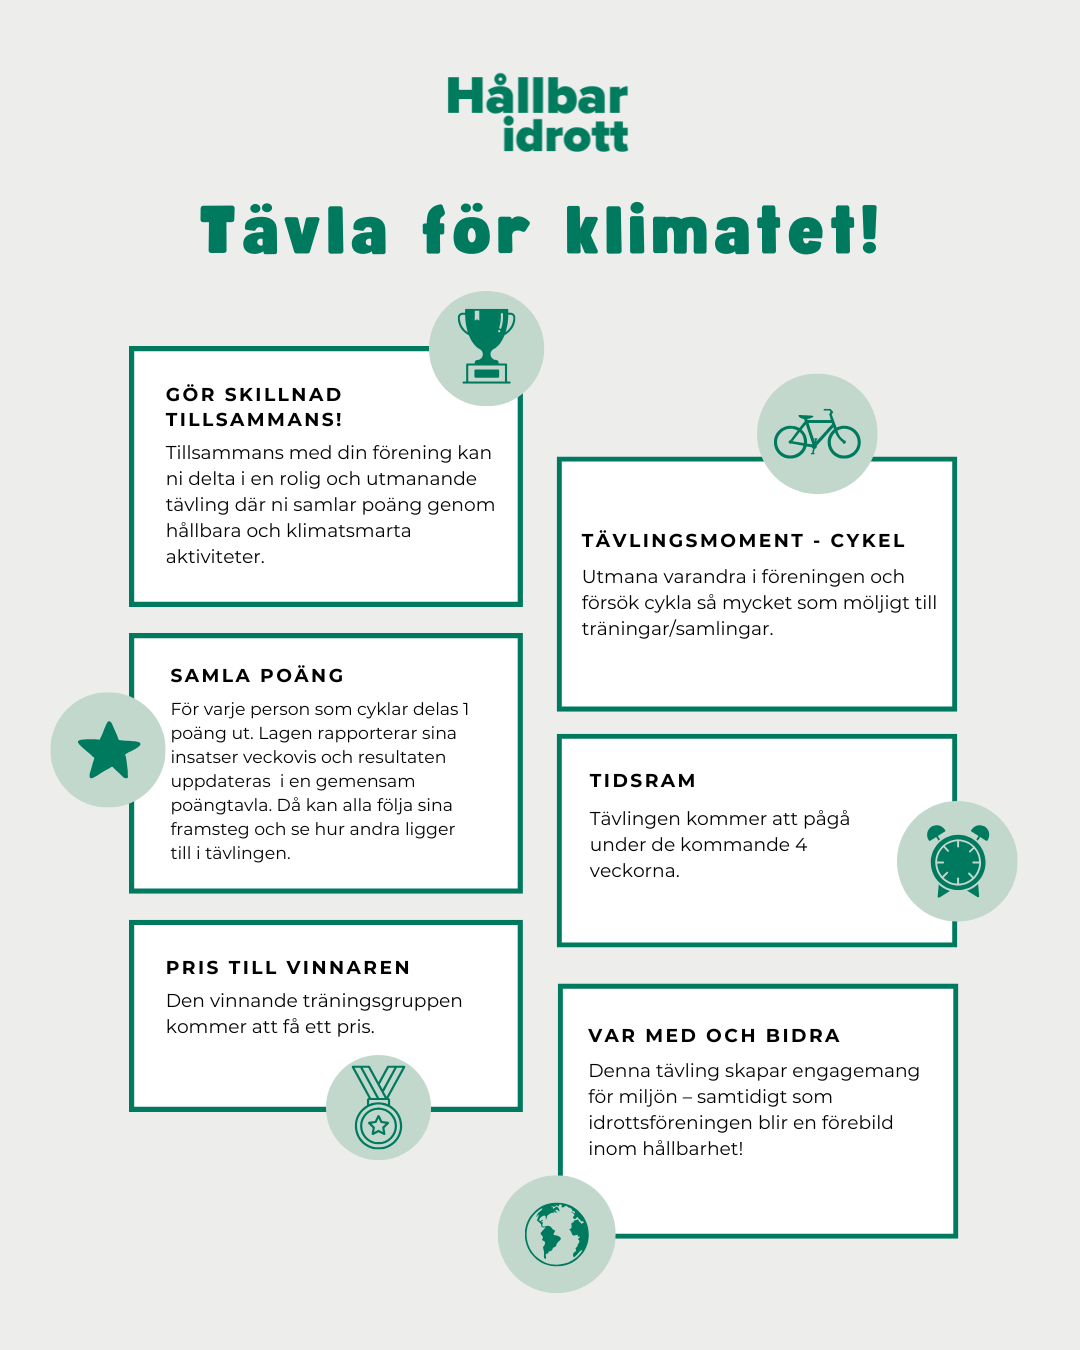 Hållbar
idrott
Tävla för klimatet!
GÖR SKILLNAD
TILLSAMMANS!
Tillsammans med din förening kan
ni delta i en rolig och utmanande
tävling där ni samlar poäng genom
hållbara och klimatsmarta
aktiviteter.
TÄVLINGSMOMENT - CYKEL
Utmana varandra i föreningen och
försök cykla så mycket som möljigt till
träningar/samlingar.
SAMLA POÄNG
För varje person som cyklar delas 1
poäng ut. Lagen rapporterar sina
insatser veckovis och resultaten
uppdateras  i en gemensam
poängtavla. Då kan alla följa sina
framsteg och se hur andra ligger
till i tävlingen.
TIDSRAM
Tävlingen kommer att pågå
under de kommande 4
veckorna.
PRIS TILL VINNAREN
Den vinnande träningsgruppen
kommer att få ett pris.
VAR MED OCH BIDRA
Denna tävling skapar engagemang
för miljön – samtidigt som
idrottsföreningen blir en förebild
inom hållbarhet!